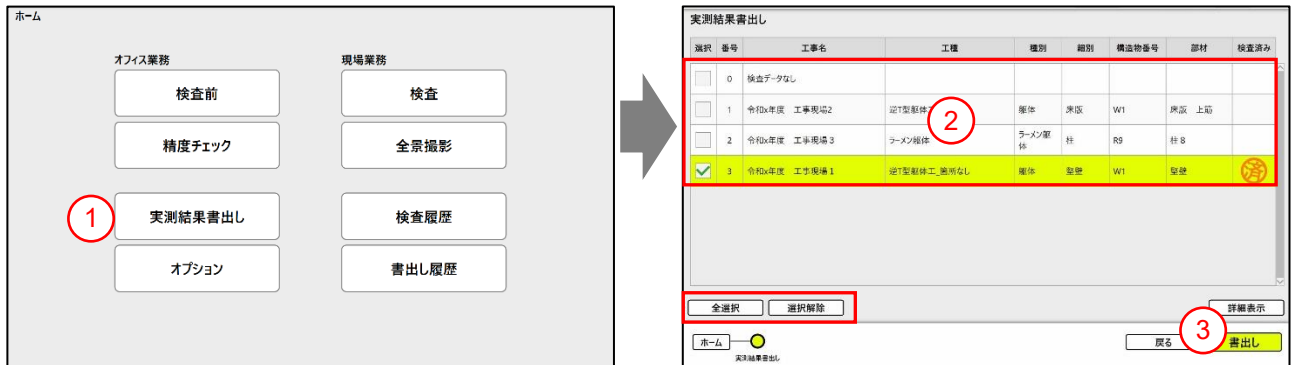 ホーム
オフィス業務 現場業務
検査前 検査
精度チェック 全景撮影
① 実測結果書出し 検査履歴
オプション 書出し履歴
実測結果書出し
選択 番号 工事名 工種 種別 細別 構造物番号 部材 検査済み
0 検査データなし
1 令和x年度 工事現場2 逆T型躯体 躯体 床版 W1 床版 上筋
②
2 令和x年度 工事現場3 ラーメン躯体 ラーメン躯体 柱 R9 柱8
3 令和x年度 工事現場1 逆T型躯体工_箇所なし 躯体 竪壁 W1 竪壁 済
全選択 選択解除 詳細表示
③
ホーム 戻る 書出し
実測結果書出し